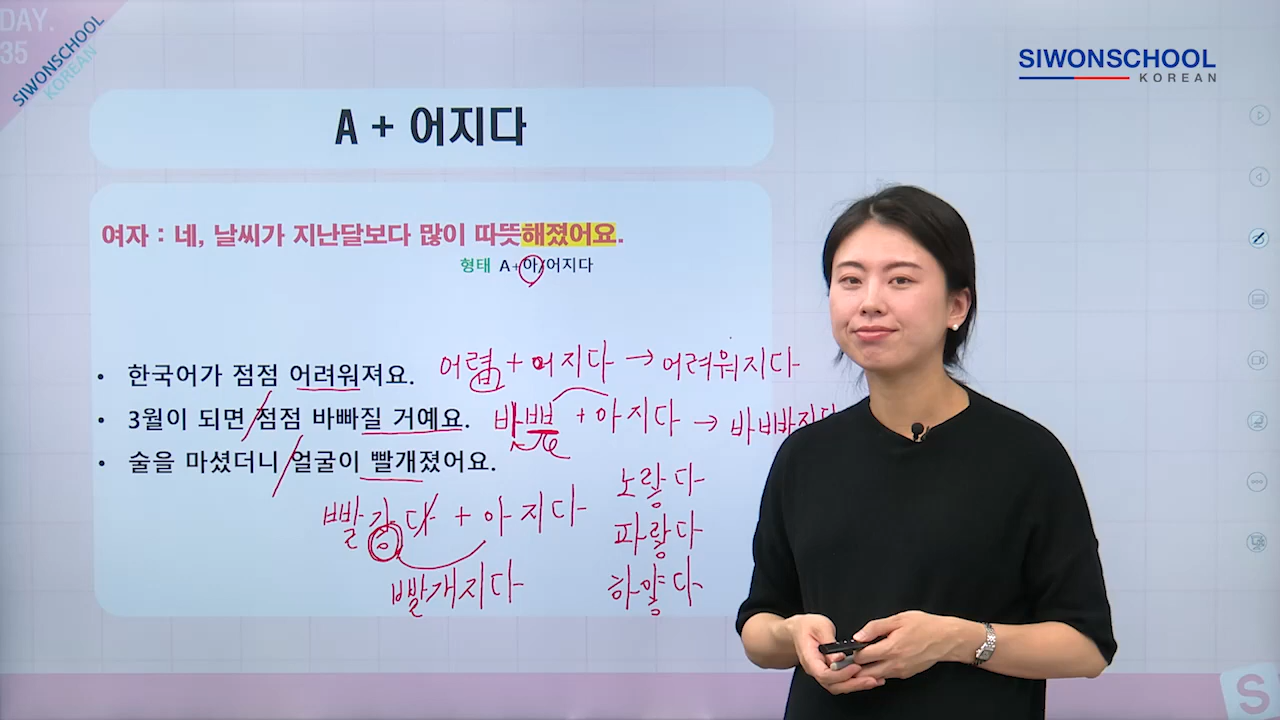 DAY.
35
SIWONSCHOOL
KOREAN
SIWONSCHOOL
KOREAN
A + 어지다
여자 : 네, 날씨가 지난달보다 많이 따뜻해졌어요.
형태 A+아/어지다
• 한국어가 점점 어려워져요.
어렵 + 어지다 → 어려워지다
• 3월이 되면 점점 바빠질 거예요.
바쁘 + 아지다 → 바빠지다
• 술을 마셨더니 얼굴이 빨개졌어요.
빨갛다 + 아지다
빨개지다
노랗다
파랗다
하얗다
S